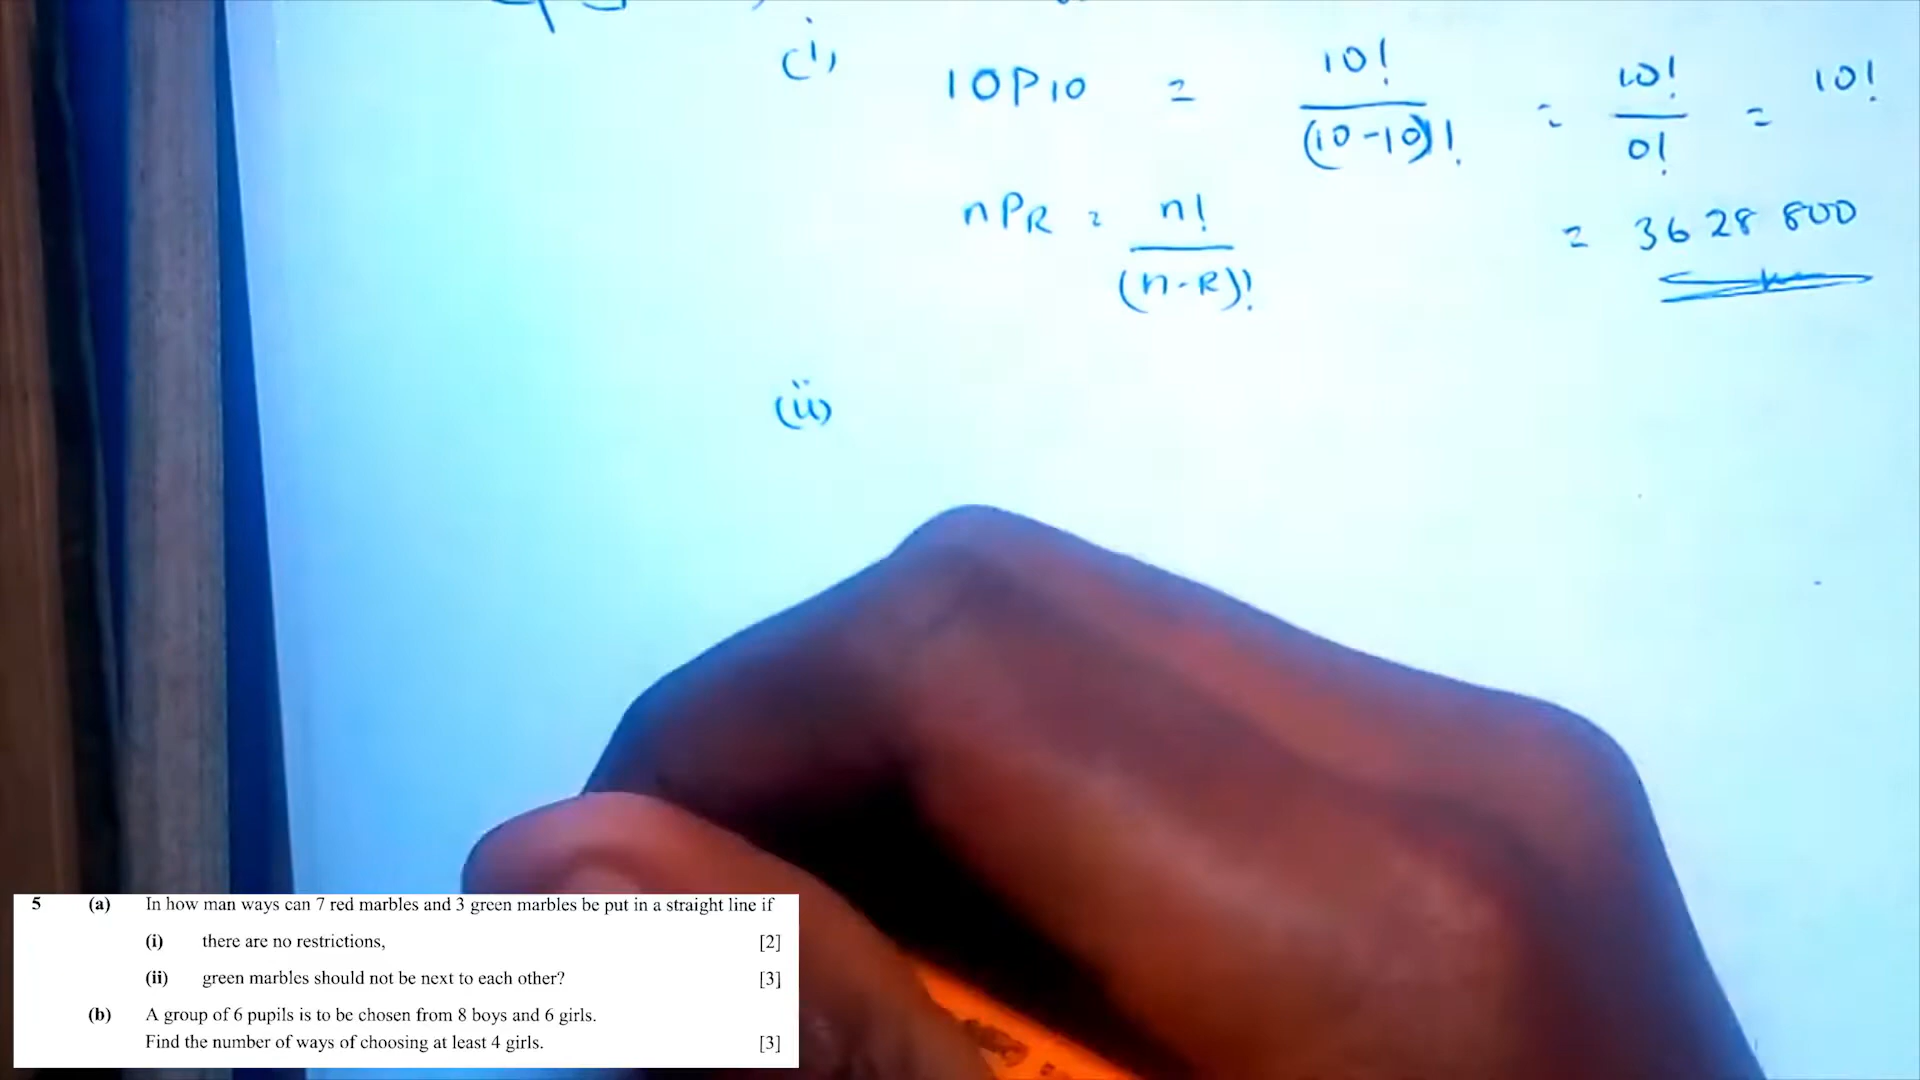 (i) 10P10 = 10! / (10-10)! = 10! / 0! = 10!
nPR = n! / (n-R)! = 36 28 800
(ii)
5 (a) In how man ways can 7 red marbles and 3 green marbles be put in a straight line if
(i) there are no restrictions, [2]
(ii) green marbles should not be next to each other? [3]
(b) A group of 6 pupils is to be chosen from 8 boys and 6 girls.
Find the number of ways of choosing at least 4 girls. [3]